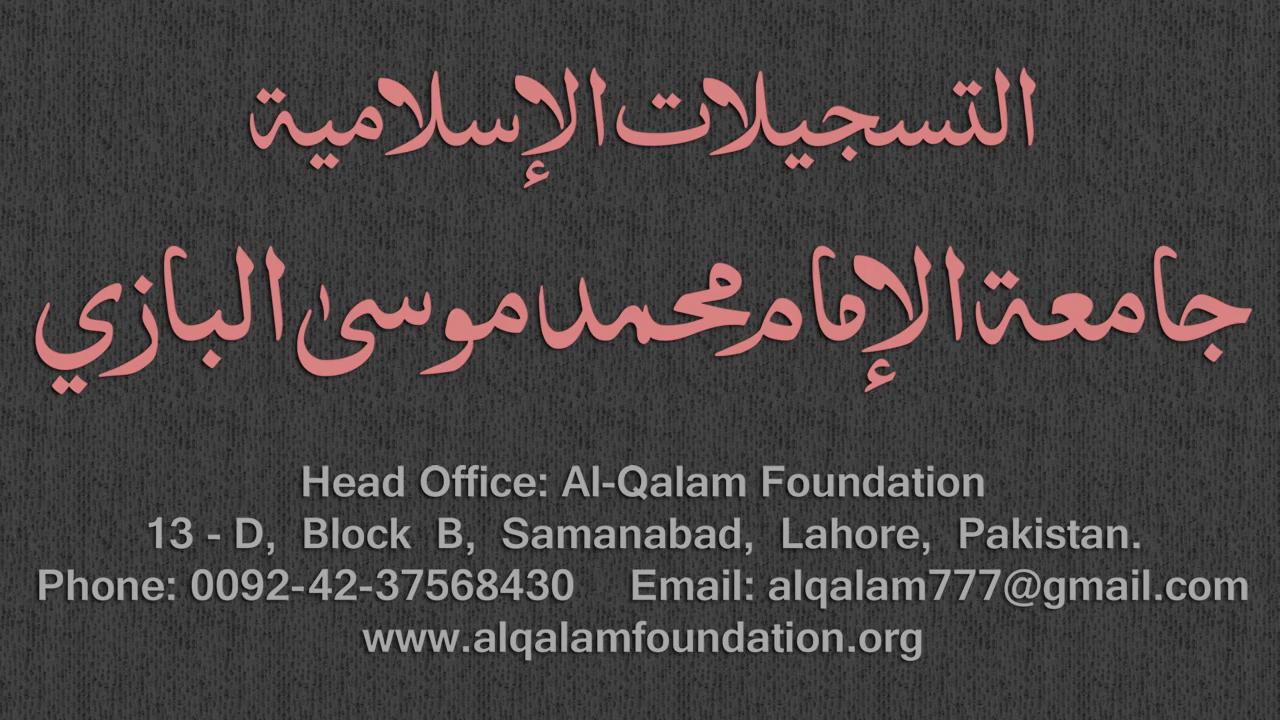 التسجيلات الإسلامية
جامعة الإمام محمد موسىٰ البازي
Head Office: Al-Qalam Foundation
13 - D, Block B, Samanabad, Lahore, Pakistan.
Phone: 0092-42-37568430 Email: alqalam777@gmail.com
www.alqalamfoundation.org